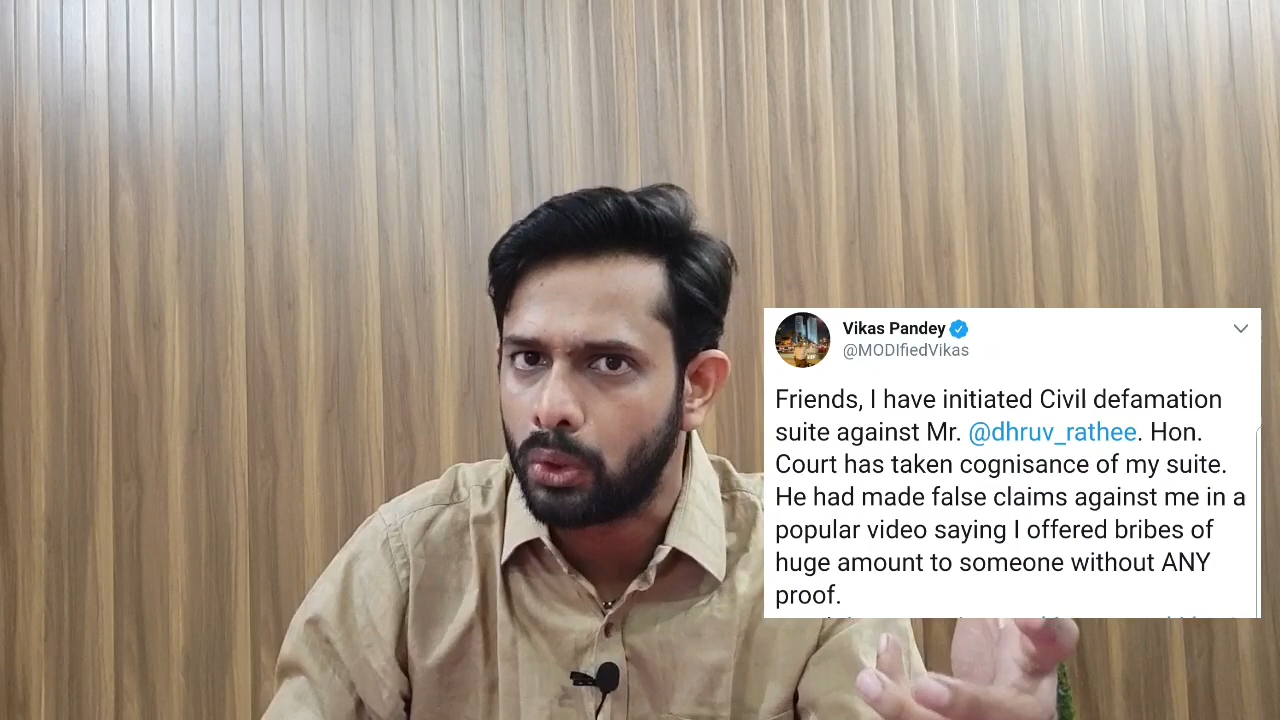 Vikas Pandey
@MODIfiedVikas
Friends, I have initiated Civil defamation
suite against Mr. @dhruv_rathee. Hon.
Court has taken cognisance of my suite.
He had made false claims against me in a
popular video saying I offered bribes of
huge amount to someone without ANY
proof.